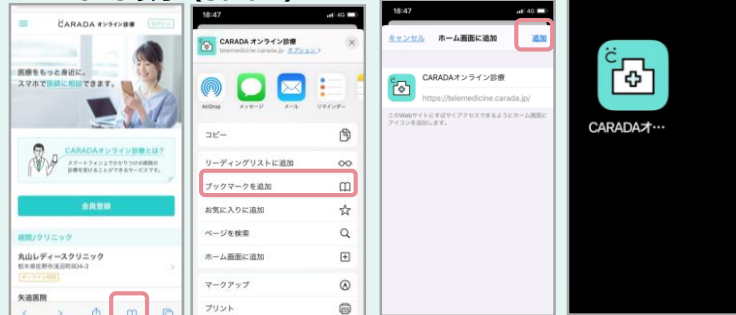 CARADA オンライン診療
ログイン
医療をもっと身近に。
スマホで医師に相談できます。
CARADAオンライン診療とは?
スマートフォン上でかかりつけの病院の
診療を受けることができるサービスです。
会員登録
病院/クリニック
丸山レディースクリニック
栃木県佐野市浅沼町804-3
オンライン相談
矢追医院
18:47
4G
CARADA オンライン診療
telemedicine.carada.jp オプション >
AirDrop
メッセージ
メール
リマインダー
コピー
リーディングリストに追加
ブックマークを追加
お気に入りに追加
ページを検索
ホーム画面に追加
マークアップ
プリント
18:47
4G
キャンセル
ホーム画面に追加
追加
CARADAオンライン診療
https://telemedicine.carada.jp/
このWebサイトにすばやくアクセスできるようにホーム画面に
アイコンを追加します。
CARADAオ…